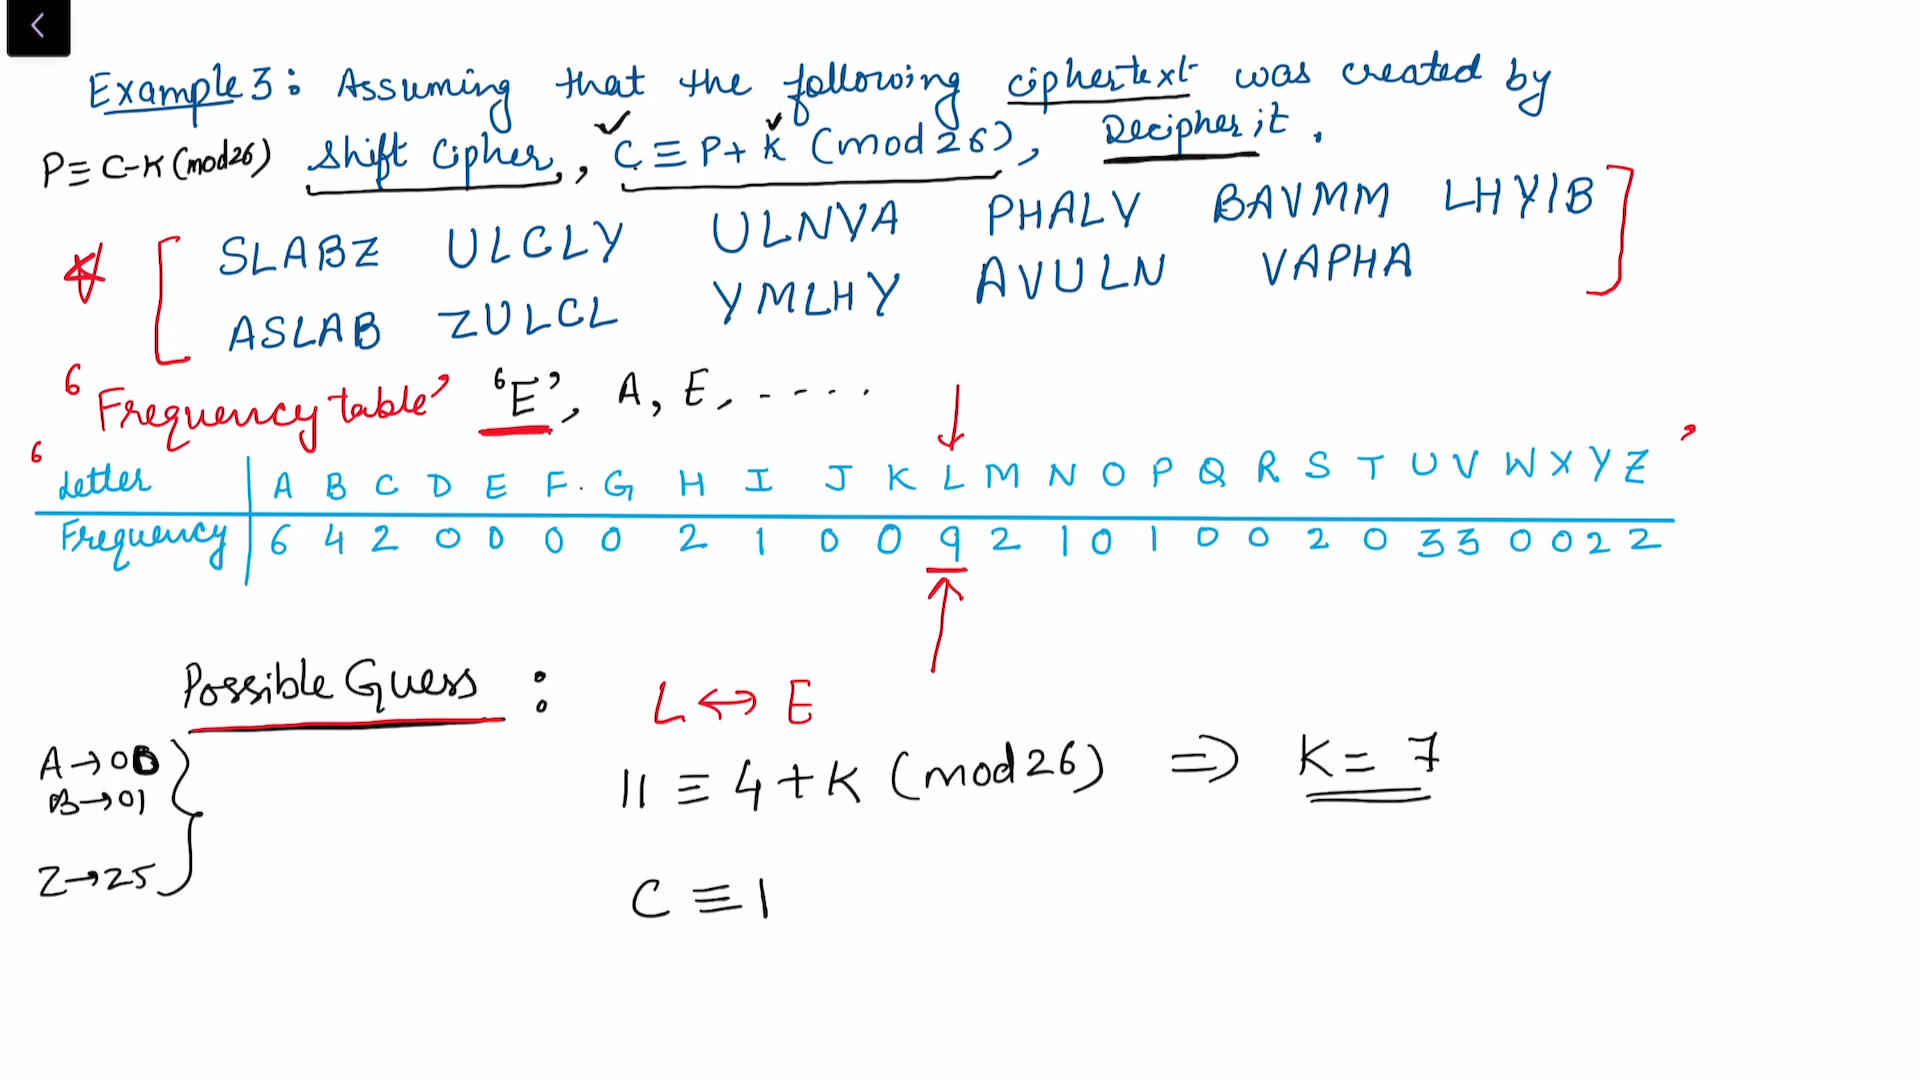 Example 3 : Assuming that the following ciphertext was created by
P ≡ C-K (mod 26) Shift Cipher, , C ≡ P + K (mod 26), Decipher it.
SLABZ ULCLY ULNVA PHALV BAVMM LHYIB
ASLAB ZULCL YMLHY AVULN VAPHA
‘Frequency table’ ‘E’, A, E, - - - - .
Letter A B C D E F. G H I J K L M N O P Q R S T U V W X Y Z
Frequency 6 4 2 0 0 0 0 2 1 0 0 9 2 1 0 1 0 0 2 0 3 3 0 0 2 2
Possible Guess : L ↔ E
A → 00
B → 01
Z → 25
11 ≡ 4 + K (mod 26) ⇒ K = 7
C ≡ 1